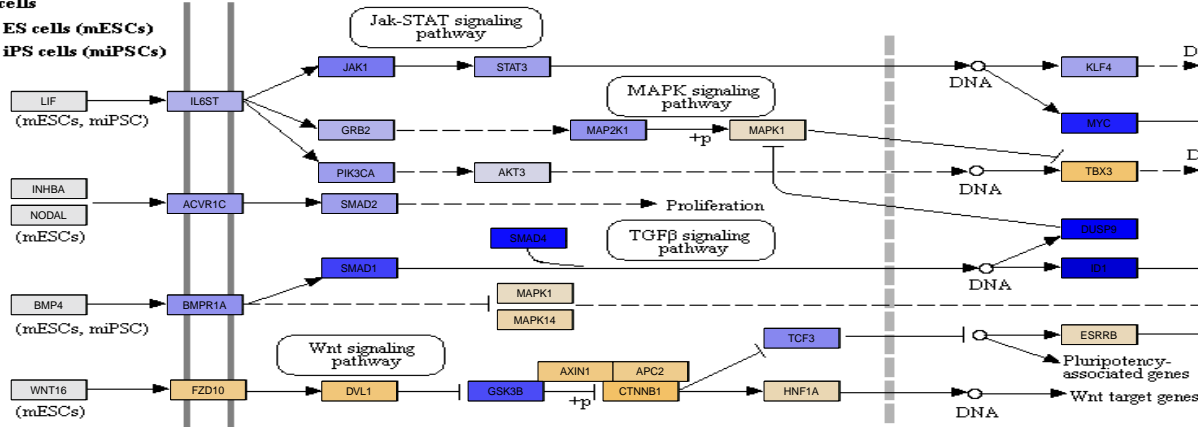 cells
ES cells (mESCs)
iPS cells (miPSCs)
Jak-STAT signaling
pathway
JAK1
STAT3
DNA
KLF4
D
LIF
(mESCs, miPSC)
IL6ST
MAPK signaling
pathway
GRB2
MAP2K1
+p
MAPK1
MYC
PIK3CA
AKT3
DNA
TBX3
D
INHBA
NODAL
(mESCs)
ACVR1C
SMAD2
Proliferation
SMAD4
TGFβ signaling
pathway
SMAD1
DNA
ID1
BMP4
(mESCs, miPSC)
BMPR1A
MAPK1
MAPK14
Wnt signaling
pathway
TCF3
ESRRB
Pluripotency-
associated genes
WNT16
(mESCs)
FZD10
DVL1
GSK3B
+p
AXIN1
APC2
CTNNB1
HNF1A
DNA
Wnt target genes